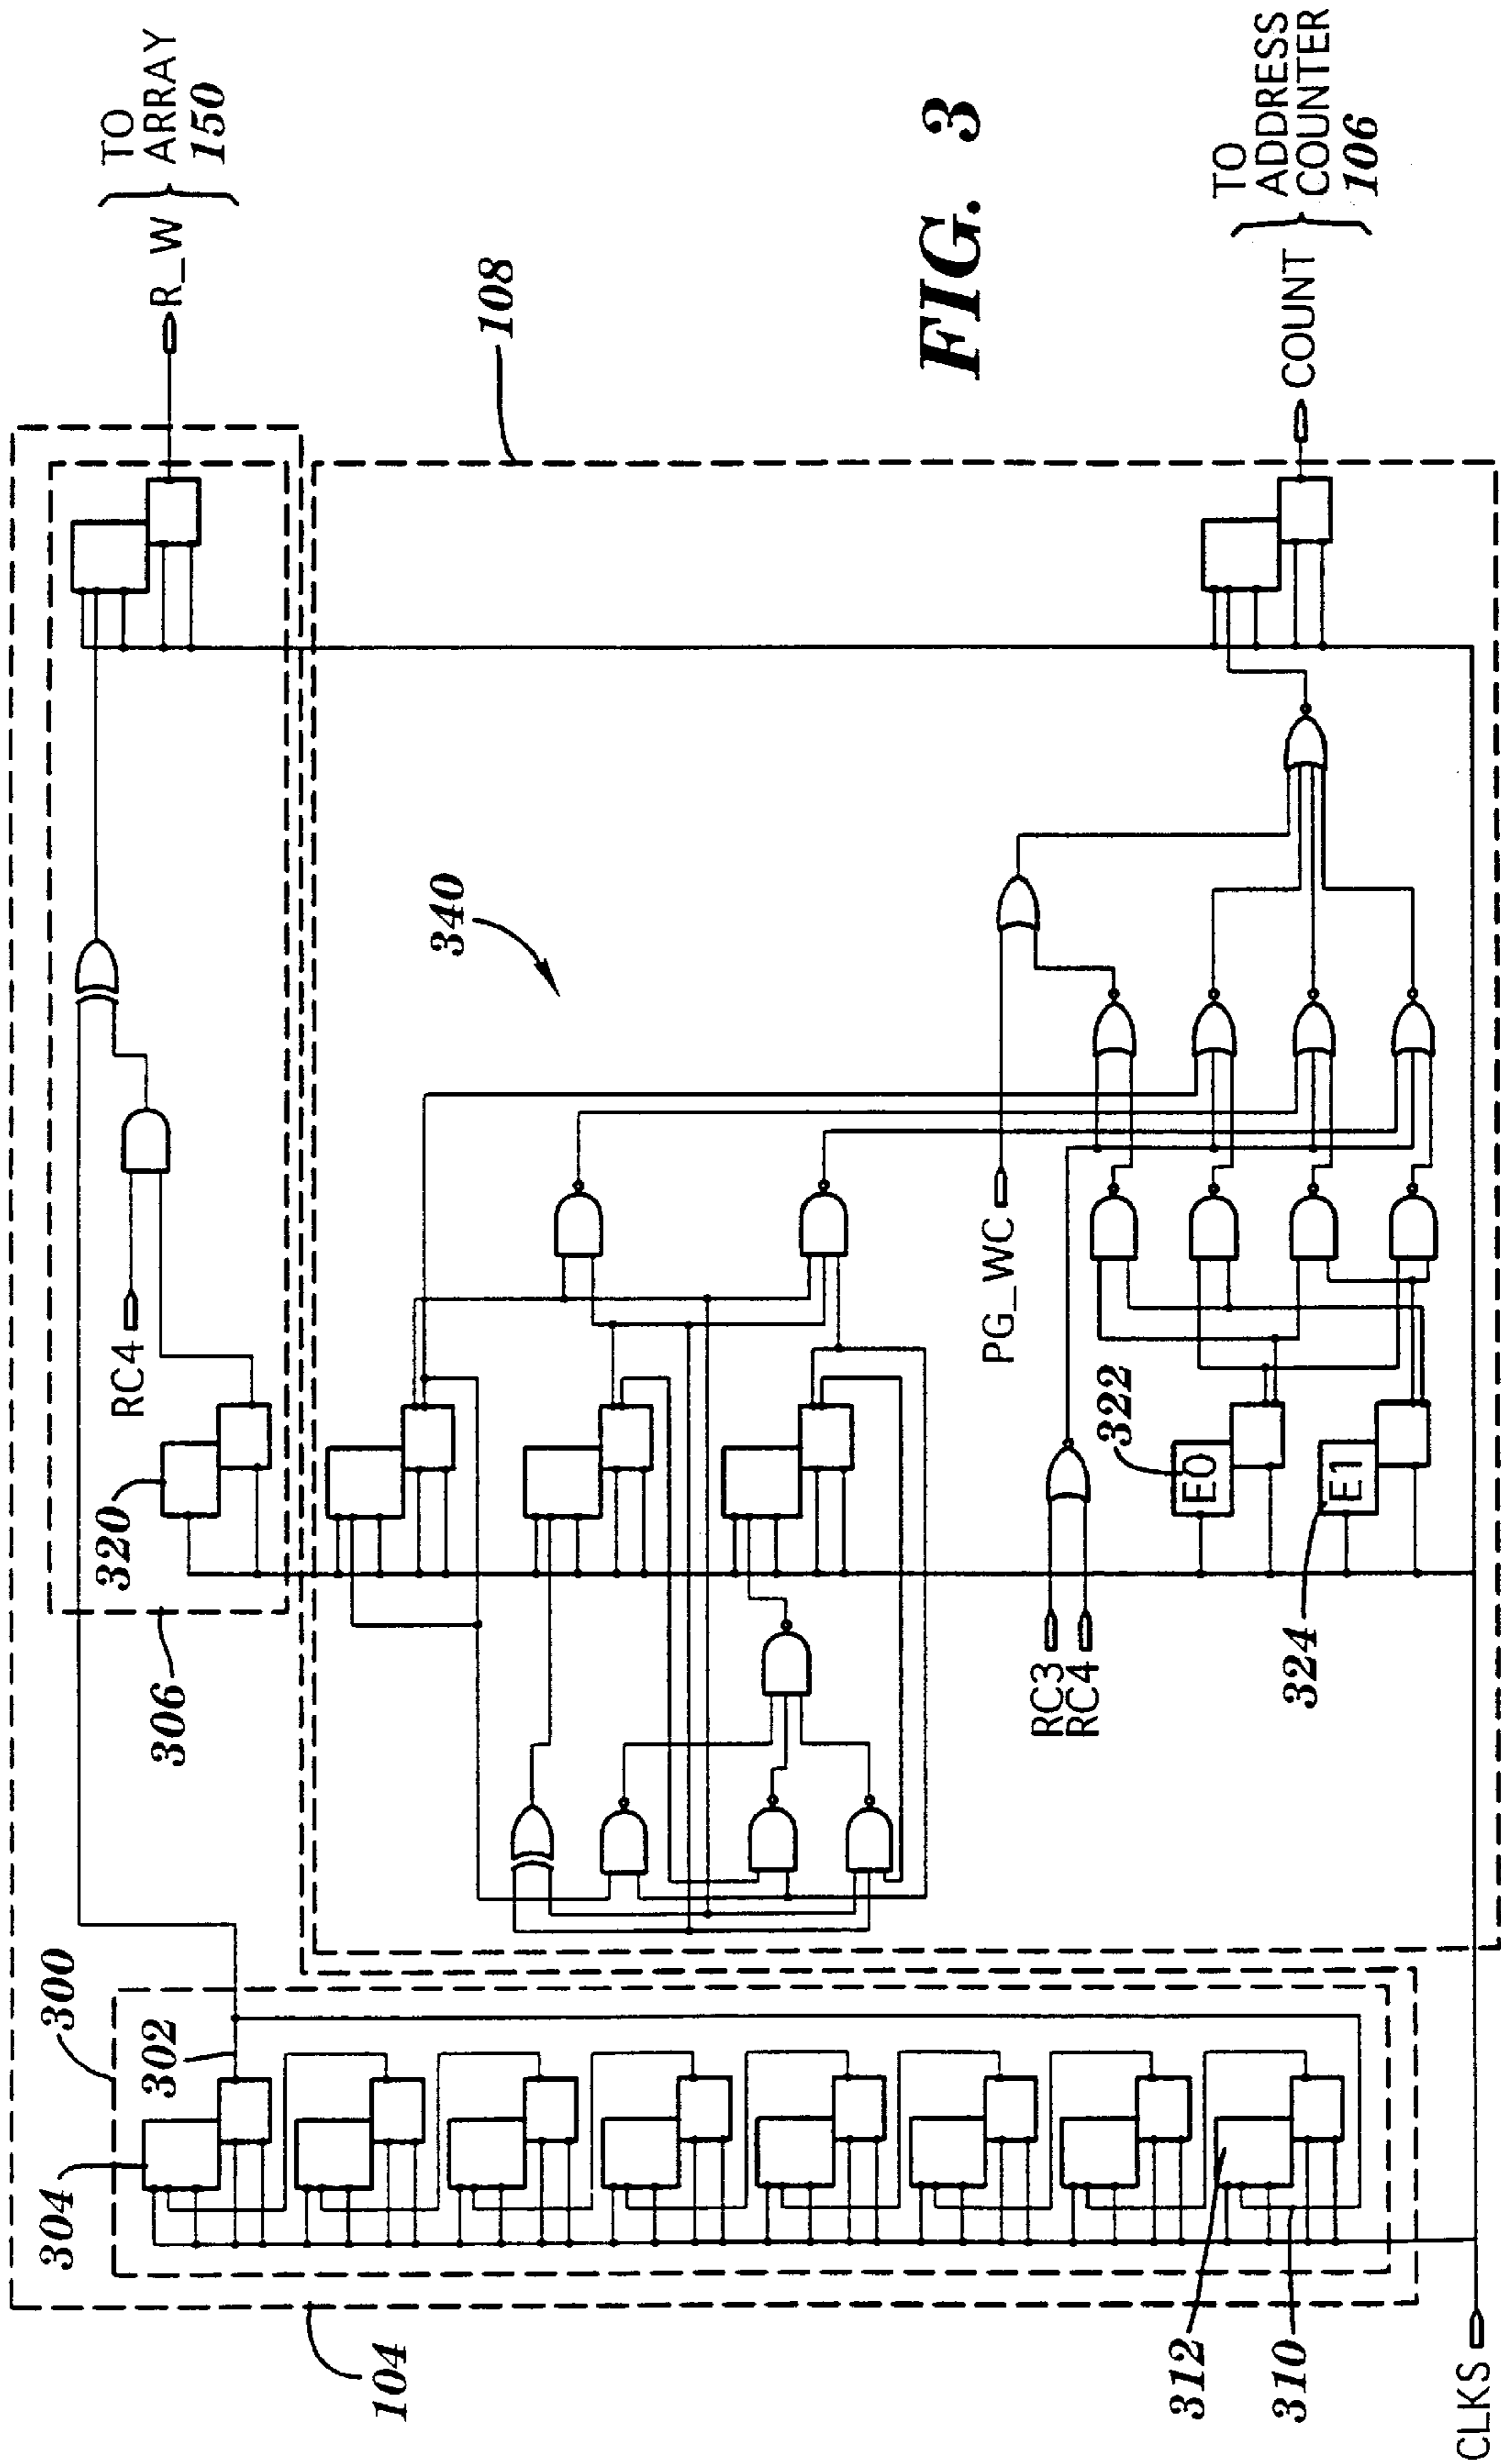 FIG. 3
104
300
304
302
306
320
RC4
R_W
TO
ARRAY
150
108
340
PG_WC
RC3
RC4
322
E0
324
E1
COUNT
TO
ADDRESS
COUNTER
106
312
310
CLKS